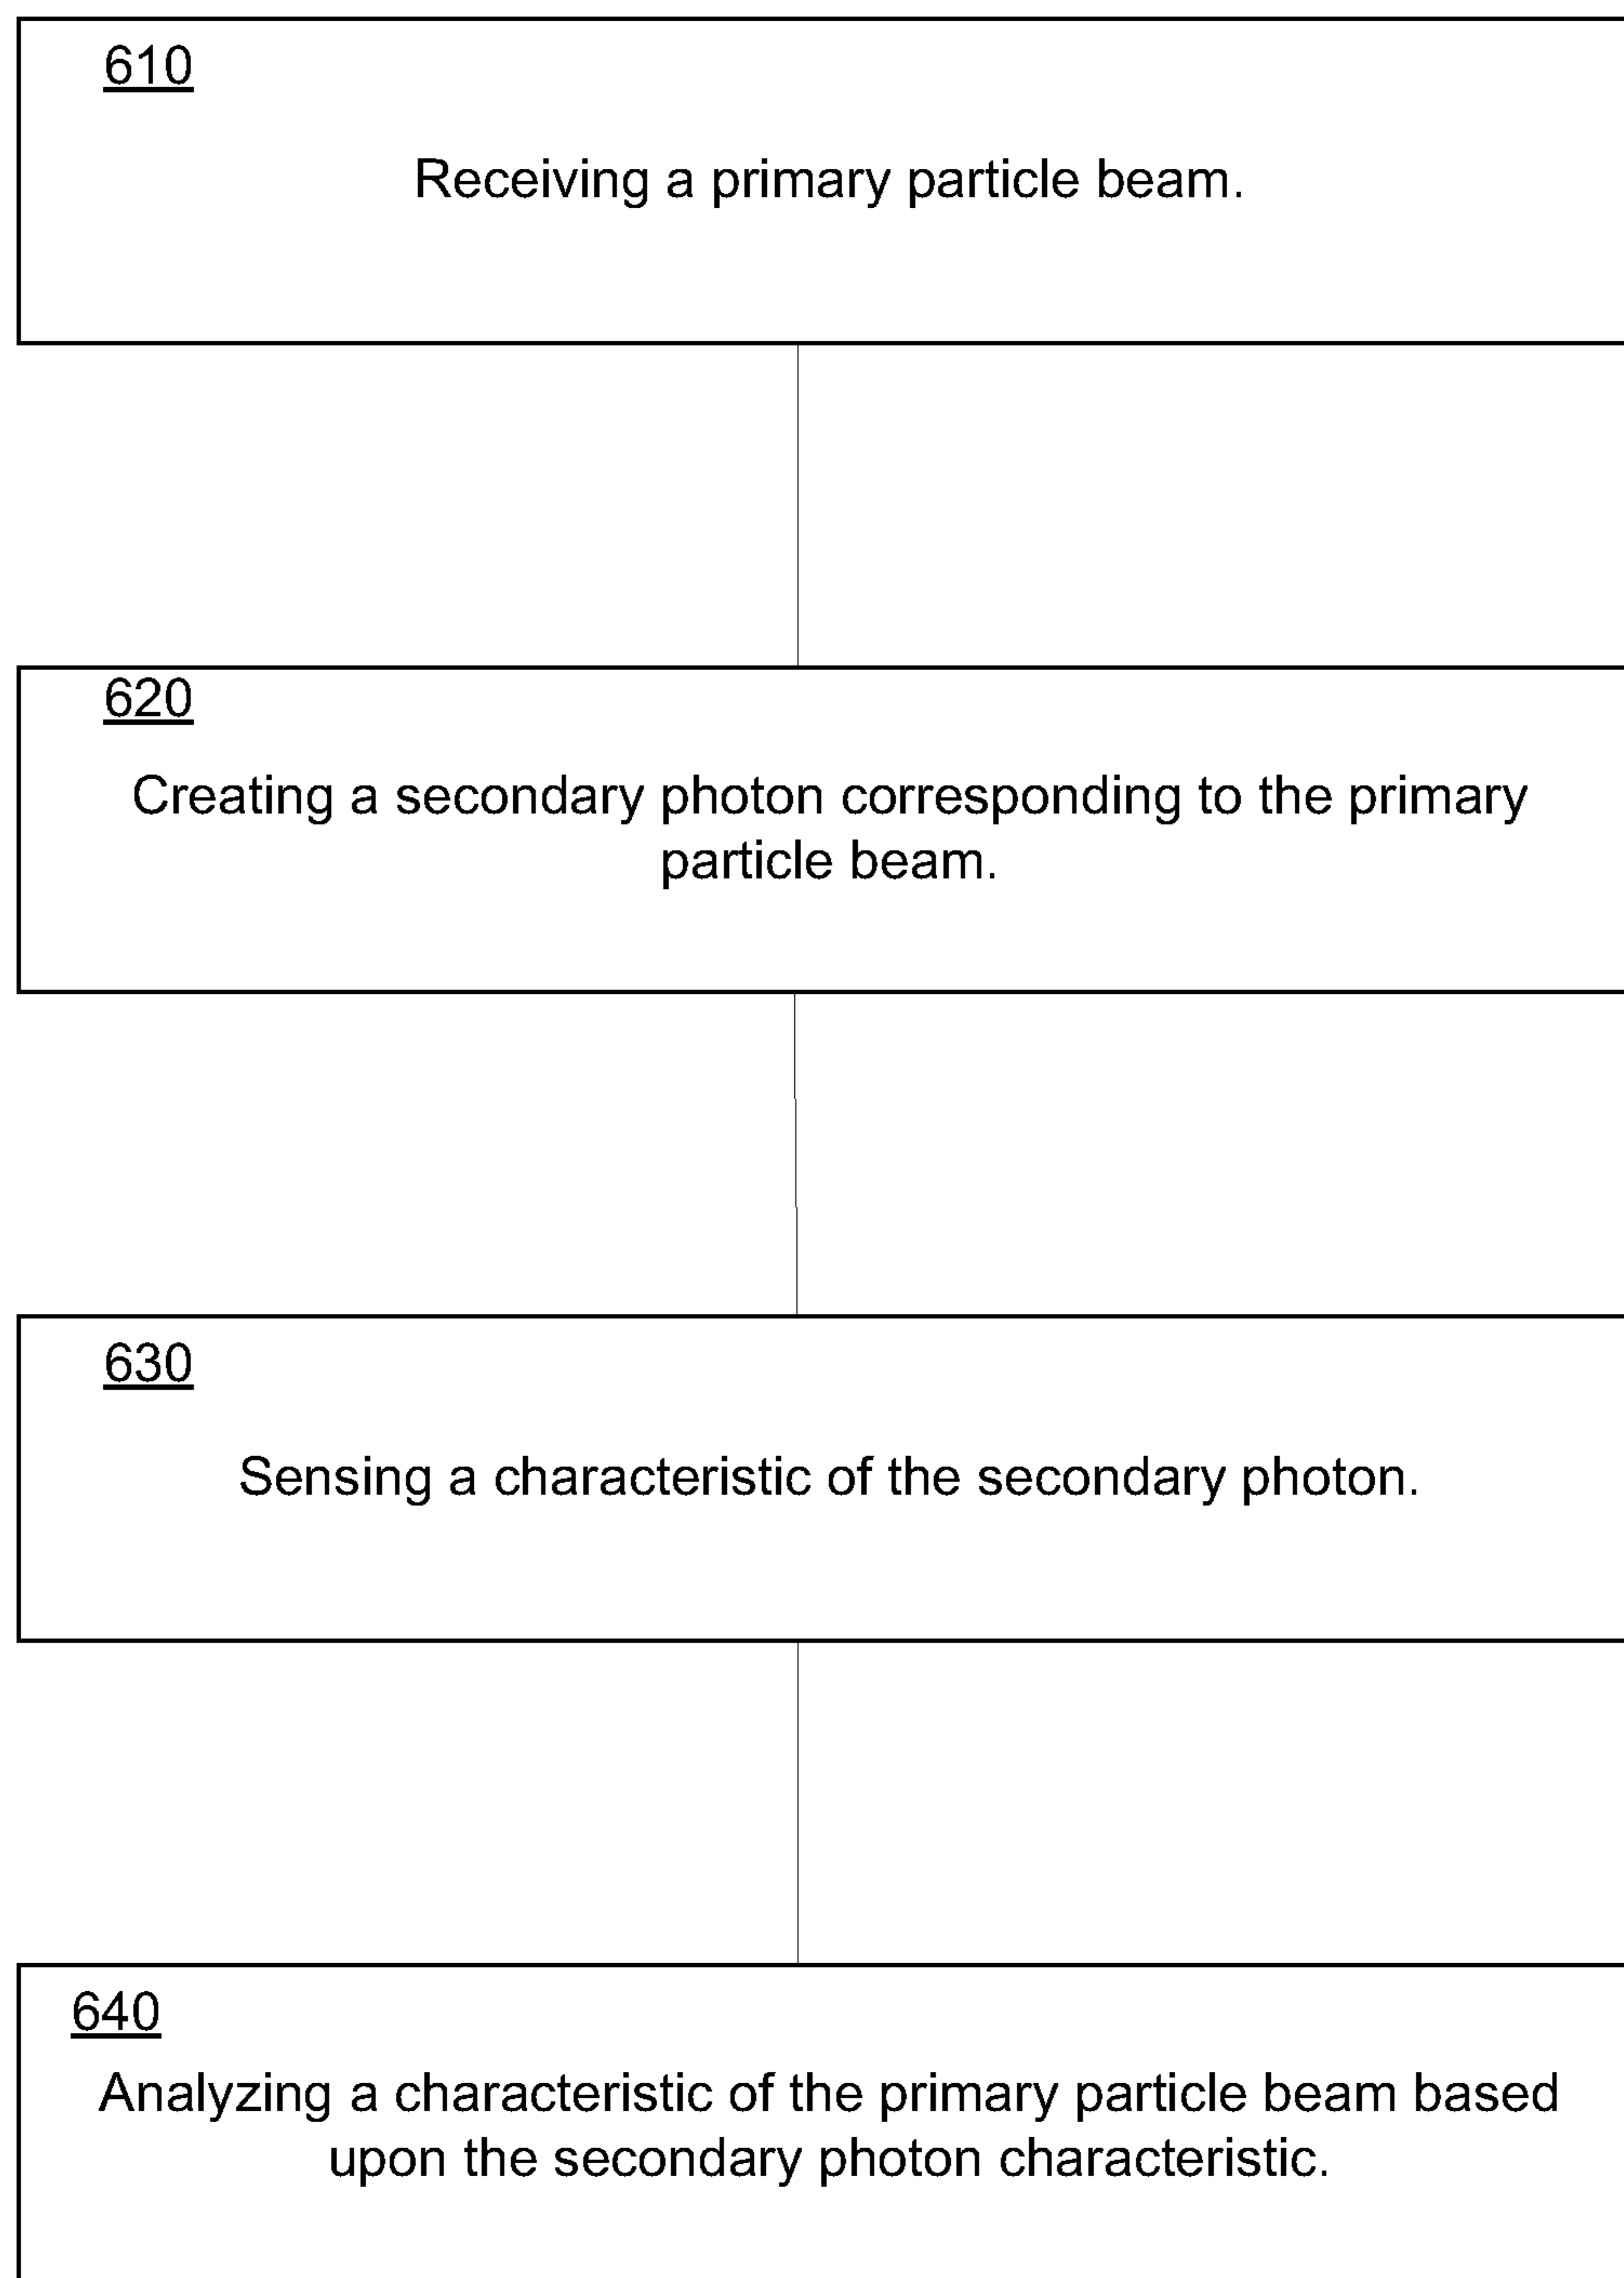 610
Receiving a primary particle beam.
620
Creating a secondary photon corresponding to the primary
particle beam.
630
Sensing a characteristic of the secondary photon.
640
Analyzing a characteristic of the primary particle beam based
upon the secondary photon characteristic.